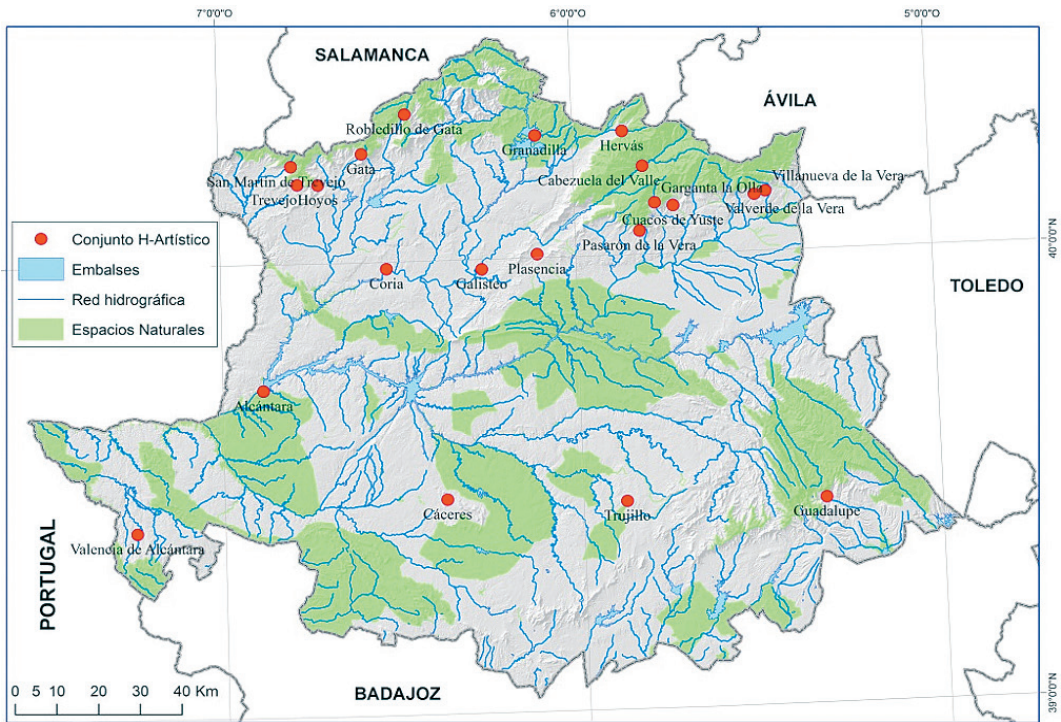 7°0'0"O
6°0'0"O
5°0'0"O
SALAMANCA
ÁVILA
Robledillo de Gata
Granadilla
Hervás
Gata
San Martín de Trevejo
Trevejo
Hoyos
Cabezuela del Valle
Garganta la Olla
Villanueva de la Vera
Valverde de la Vera
Cuacos de Yuste
Pasarón de la Vera
Conjunto H-Artístico
Embalses
Red hidrográfica
Espacios Naturales
Coria
Galisteo
Plasencia
40°0'0"N
TOLEDO
Alcántara
Cáceres
Trujillo
Guadalupe
Valencia de Alcántara
PORTUGAL
0 5 10 20 30 40 Km
BADAJOZ
39°0'0"N